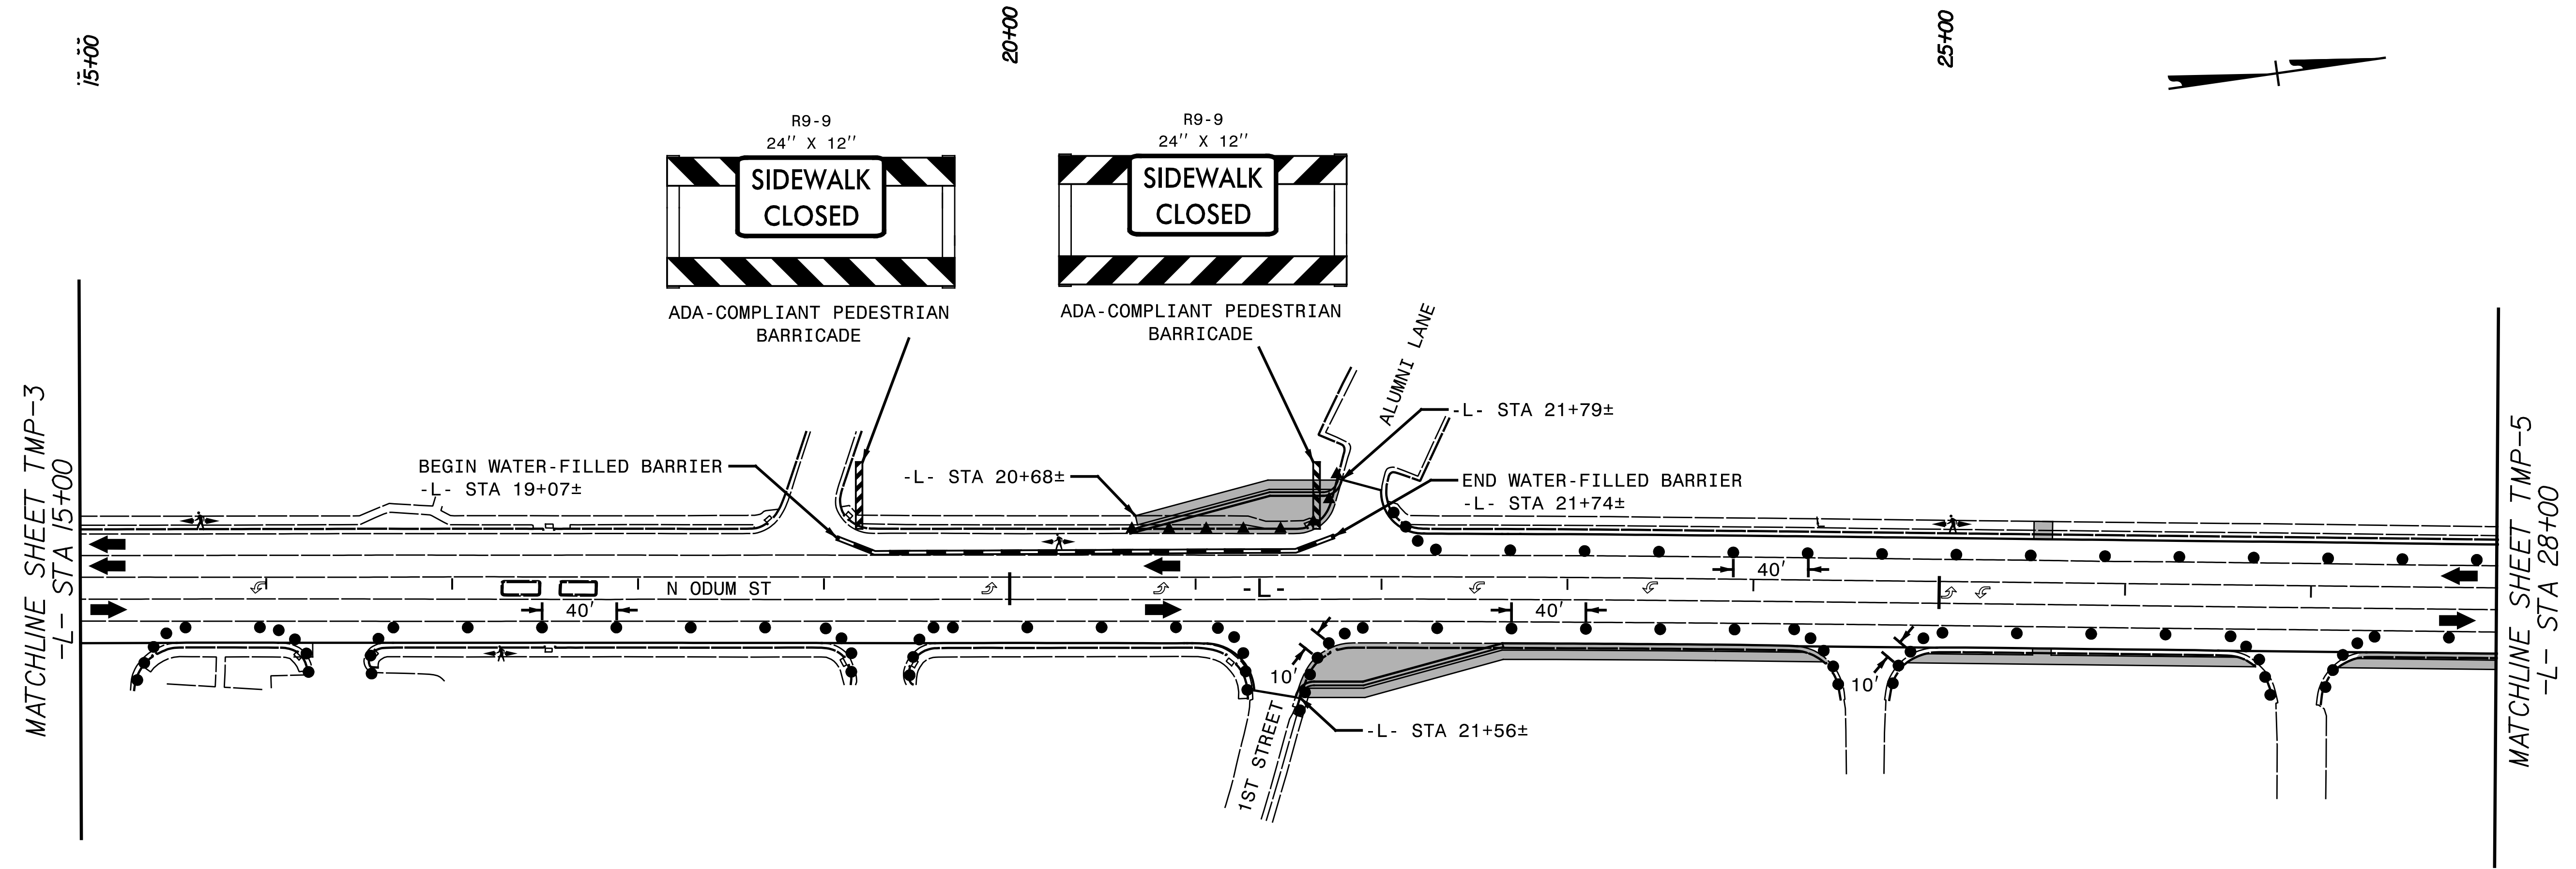 15+00
20+00
25+00
R9-9
24'' X 12''
SIDEWALK
CLOSED
ADA-COMPLIANT PEDESTRIAN
BARRICADE
R9-9
24'' X 12''
SIDEWALK
CLOSED
ADA-COMPLIANT PEDESTRIAN
BARRICADE
ALUMNI LANE
-L- STA 21+79±
BEGIN WATER-FILLED BARRIER
-L- STA 19+07±
-L- STA 20+68±
END WATER-FILLED BARRIER
-L- STA 21+74±
MATCHLINE SHEET TMP-3
-L- STA 15+00
MATCHLINE SHEET TMP-5
-L- STA 28+00
40'
N ODUM ST
-L-
40'
40'
10'
10'
1ST STREET
-L- STA 21+56±